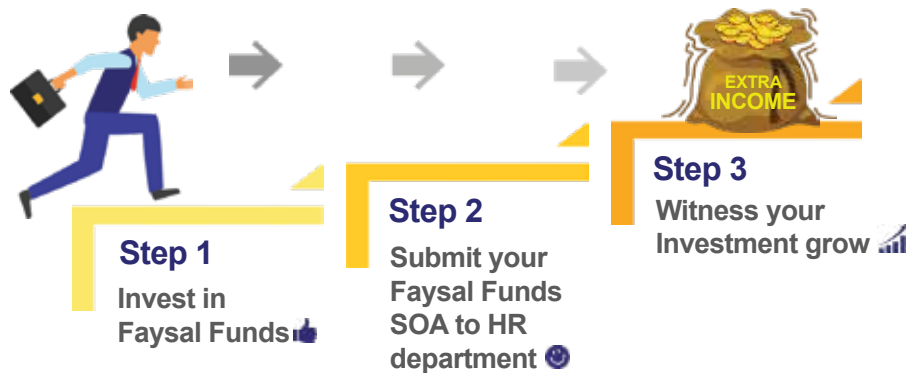 Step 1
Invest in
Faysal Funds
Step 2
Submit your
Faysal Funds
SOA to HR
department
EXTRA
INCOME
Step 3
Witness your
Investment grow